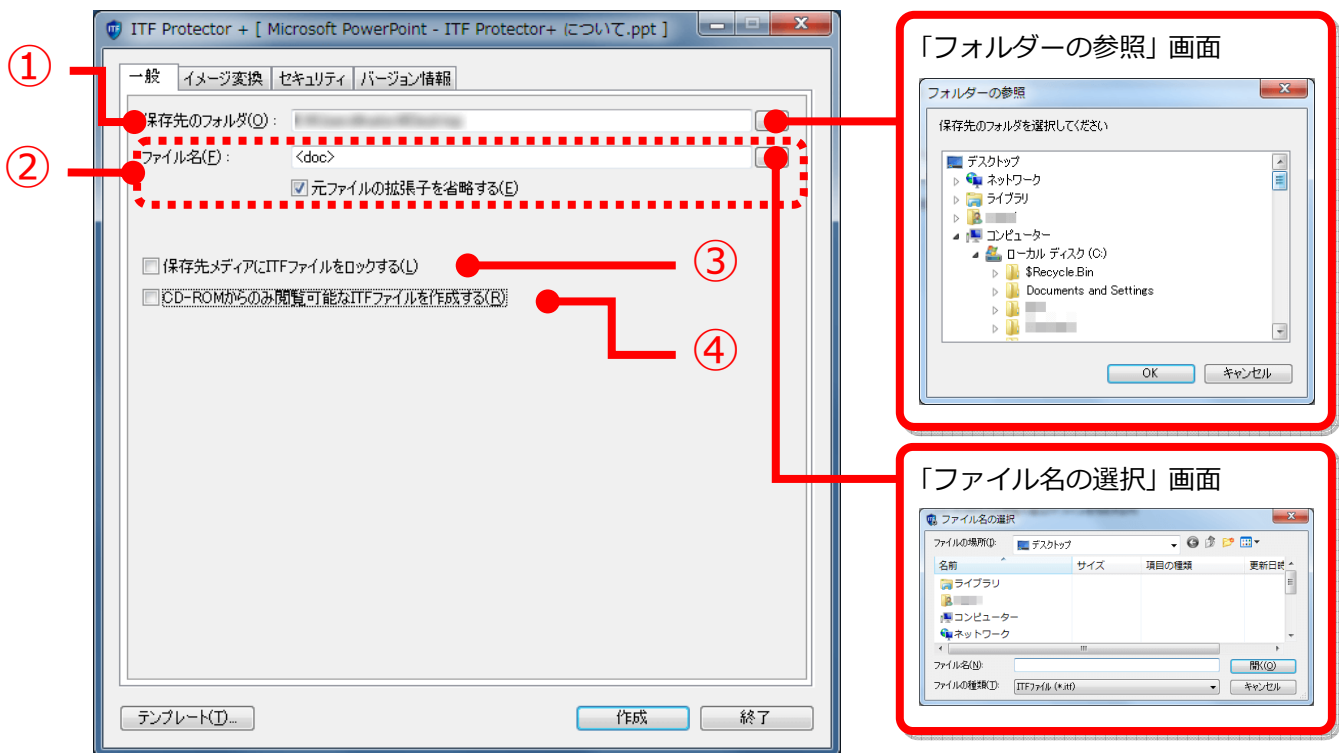 ITF Protector + [ Microsoft PowerPoint - ITF Protector+ について.ppt ]
①
一般 イメージ変換 セキュリティ バージョン情報
保存先のフォルダ(O) :
②
ファイル名(F) : <doc>
元ファイルの拡張子を省略する(E)
保存先メディアにITFファイルをロックする(L)
③
CD-ROMからのみ閲覧可能なITFファイルを作成する(R)
④
テンプレート(T)... 作成 終了
「フォルダーの参照」画面
フォルダーの参照
保存先のフォルダを選択してください
デスクトップ
ネットワーク
ライブラリ
コンピューター
ローカル ディスク (C:)
$Recycle.Bin
Documents and Settings
OK キャンセル
「ファイル名の選択」画面
ファイル名の選択
ファイルの場所(I): デスクトップ
名前 サイズ 項目の種類 更新日時
ライブラリ
コンピューター
ネットワーク
ファイル名(N): 開く(O)
ファイルの種類(T): ITFファイル (*.itf) キャンセル